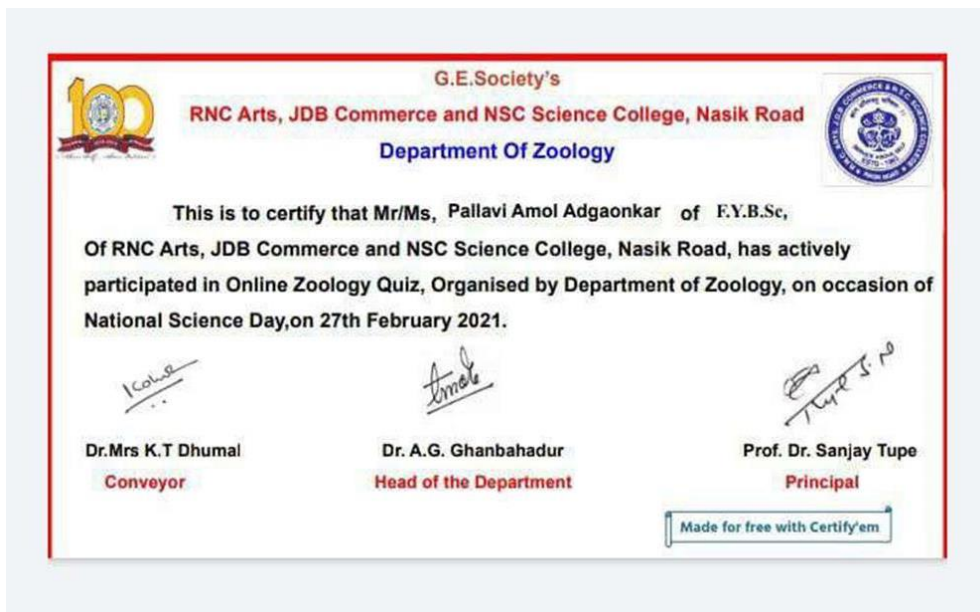 G.E.Society's
RNC Arts, JDB Commerce and NSC Science College, Nasik Road
Department Of Zoology
100
This is to certify that Mr/Ms, Pallavi Amol Adgaonkar of F.Y.B.Sc,
Of RNC Arts, JDB Commerce and NSC Science College, Nasik Road, has actively
participated in Online Zoology Quiz, Organised by Department of Zoology, on occasion of
National Science Day,on 27th February 2021.
Dr.Mrs K.T Dhumal
Dr. A.G. Ghanbahadur
Prof. Dr. Sanjay Tupe
Conveyor
Head of the Department
Principal
Made for free with Certify'em